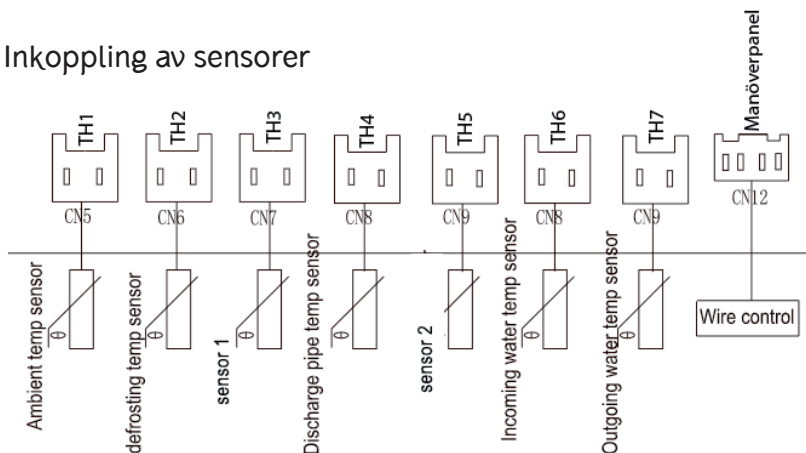 Inkoppling av sensorer
TH1
TH2
TH3
TH4
TH5
TH6
TH7
Manöverpanel
CN5
CN6
CN7
CN8
CN9
CN8
CN9
CN12
Ambient temp sensor
θ
defrosting temp sensor
θ
sensor 1
θ
Discharge pipe temp sensor
θ
sensor 2
Incoming water temp sensor
θ
Outgoing water temp sensor
θ
Wire control